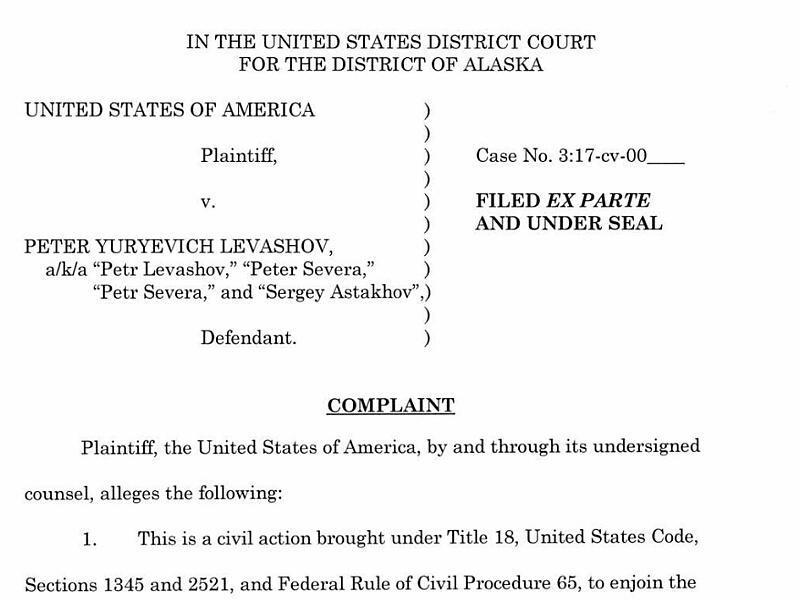 IN THE UNITED STATES DISTRICT COURT
FOR THE DISTRICT OF ALASKA
UNITED STATES OF AMERICA )
)
Plaintiff, ) Case No. 3:17-cv-00____
)
v. ) FILED EX PARTE
) AND UNDER SEAL
PETER YURYEVICH LEVASHOV, )
a/k/a “Petr Levashov,” “Peter Severa,” )
“Petr Severa,” and “Sergey Astakhov”,)
)
Defendant. )
COMPLAINT
Plaintiff, the United States of America, by and through its undersigned
counsel, alleges the following:
1. This is a civil action brought under Title 18, United States Code,
Sections 1345 and 2521, and Federal Rule of Civil Procedure 65, to enjoin the